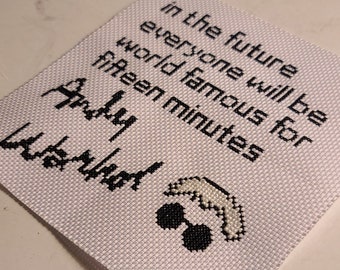 in the future
everyone will be
world famous for
fifteen minutes
Andy
Warhol